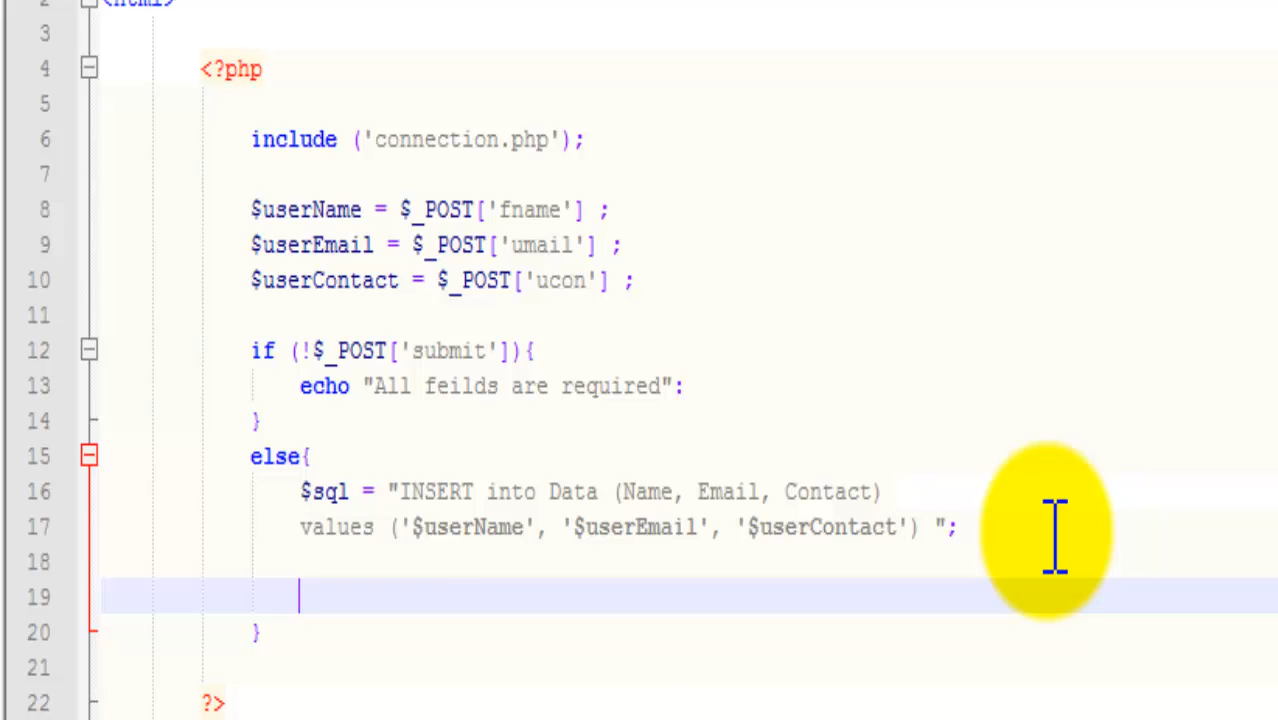 2 <html>
3
4 <?php
5
6 include ('connection.php');
7
8 $userName = $_POST['fname'] ;
9 $userEmail = $_POST['umail'] ;
10 $userContact = $_POST['ucon'] ;
11
12 if (!$_POST['submit']){
13 echo "All feilds are required":
14 }
15 else{
16 $sql = "INSERT into Data (Name, Email, Contact)
17 values ('$userName', '$userEmail', '$userContact') ";
18
19
20 }
21
22 ?>